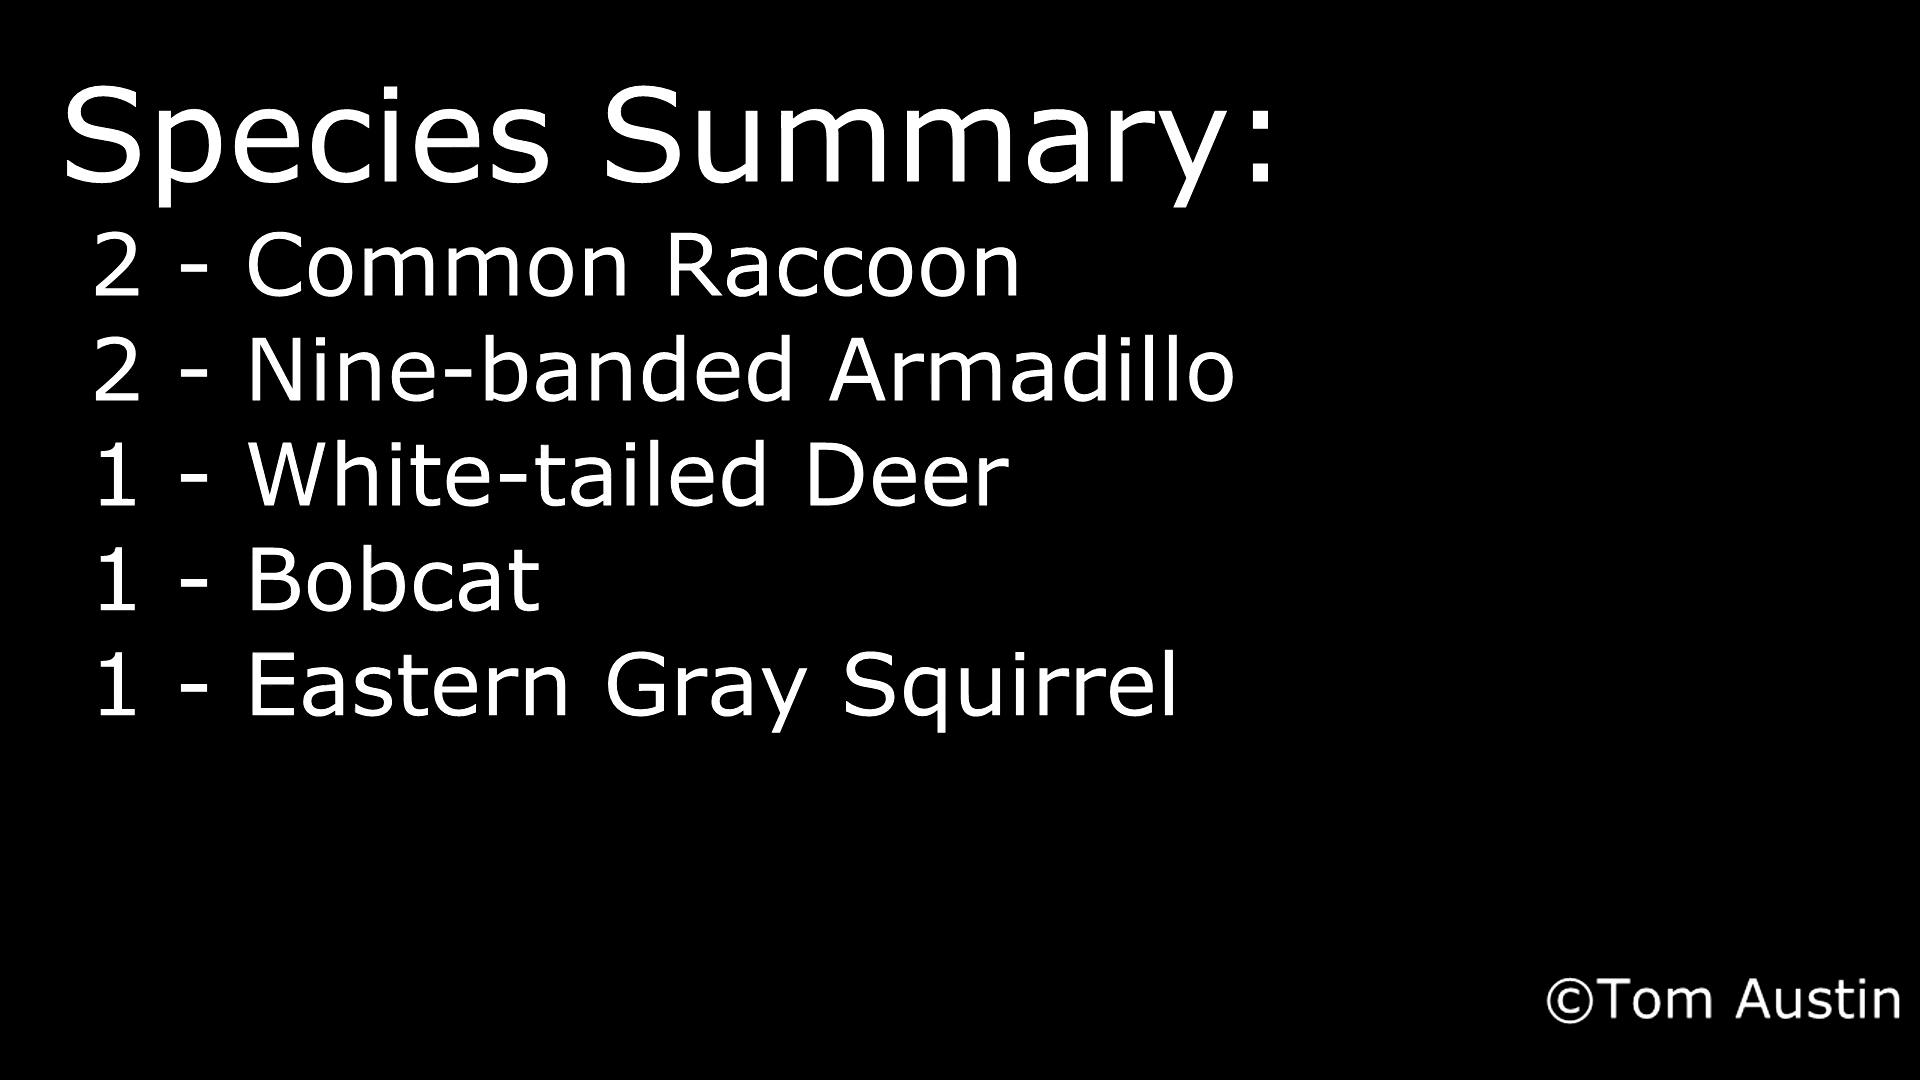 Species Summary:
2 - Common Raccoon
2 - Nine-banded Armadillo
1 - White-tailed Deer
1 - Bobcat
1 - Eastern Gray Squirrel
©Tom Austin